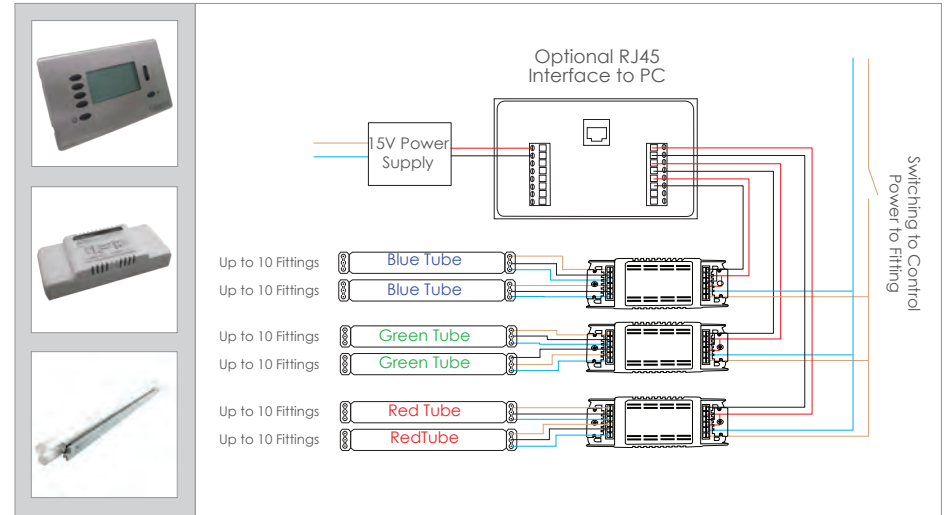 Optional RJ45
Interface to PC
15V Power
Supply
Switching to Control
Power to Fitting
Up to 10 Fittings
Blue Tube
Up to 10 Fittings
Blue Tube
Up to 10 Fittings
Green Tube
Up to 10 Fittings
Green Tube
Up to 10 Fittings
Red Tube
Up to 10 Fittings
RedTube